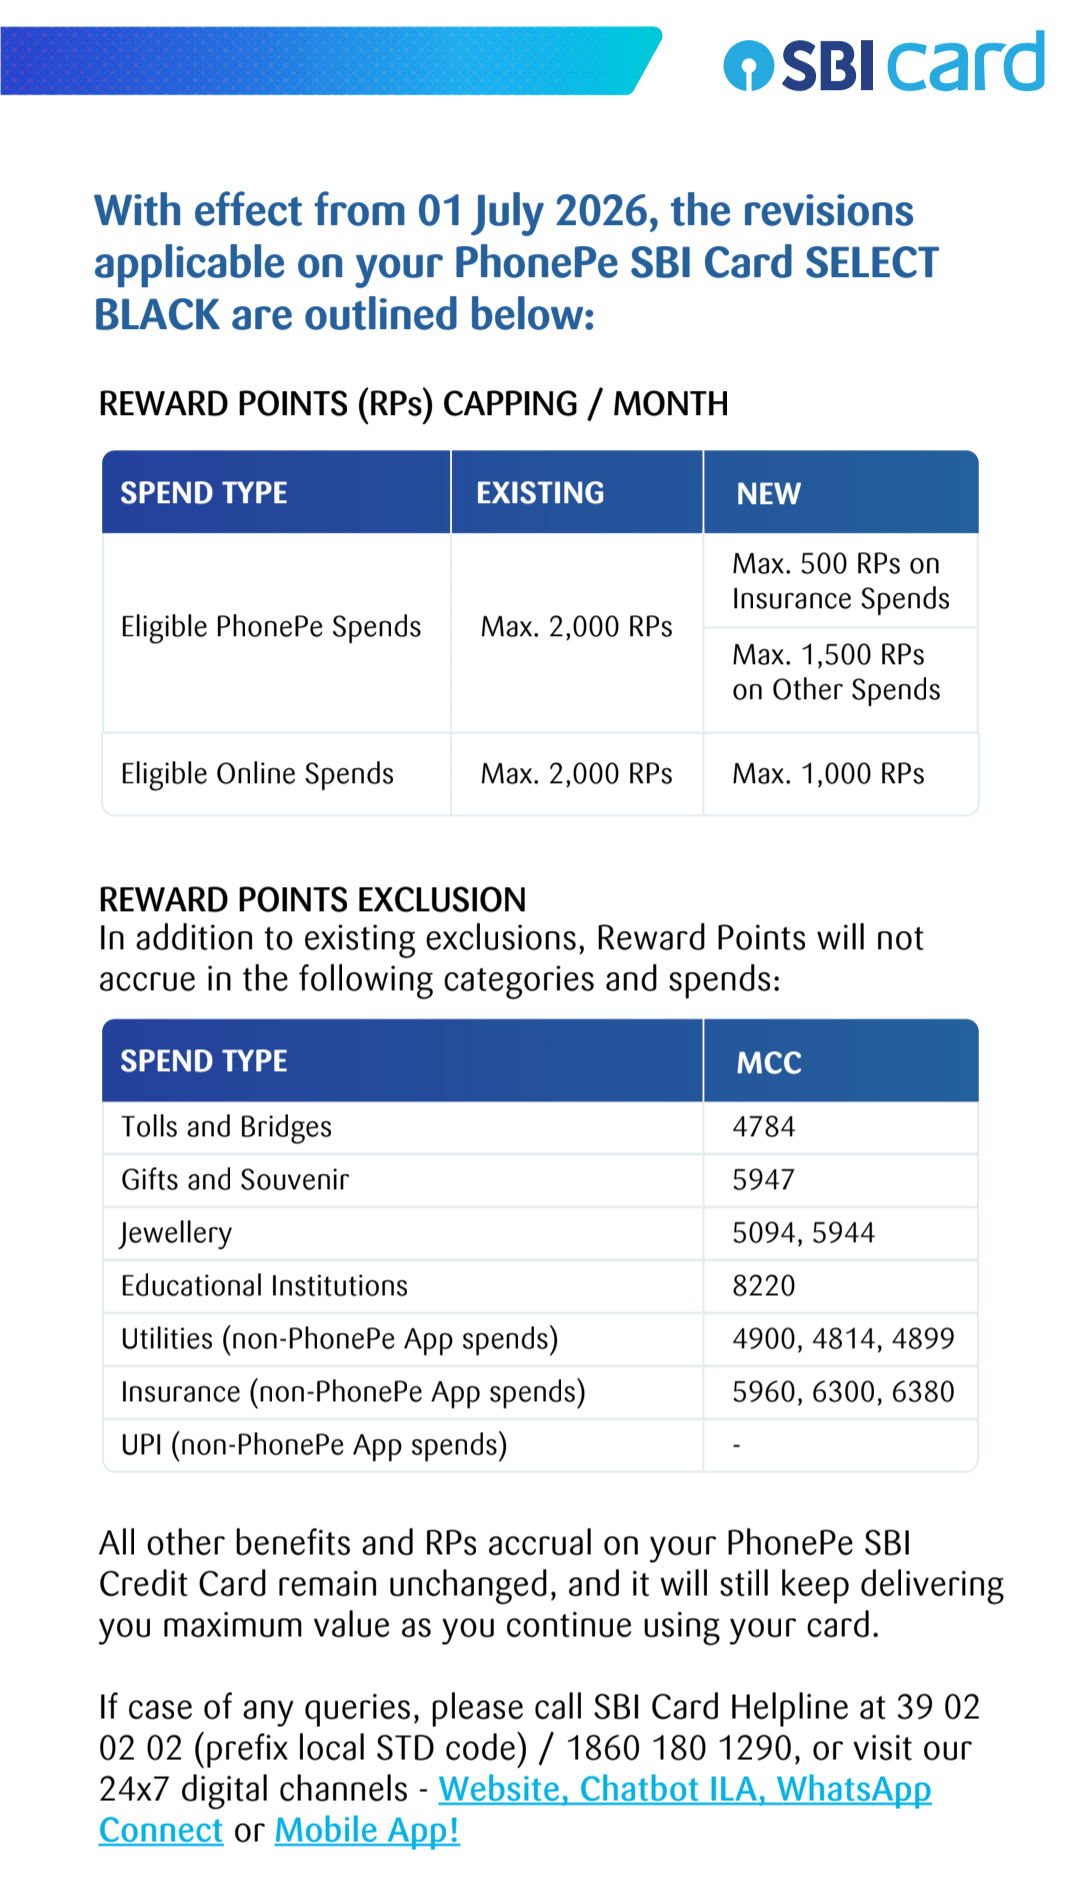 SBI card
With effect from 01 July 2026, the revisions
applicable on your PhonePe SBI Card SELECT
BLACK are outlined below:
REWARD POINTS (RPs) CAPPING / MONTH
SPEND TYPE EXISTING NEW
Eligible PhonePe Spends Max. 2,000 RPs
Max. 500 RPs on
Insurance Spends
Max. 1,500 RPs
on Other Spends
Eligible Online Spends Max. 2,000 RPs Max. 1,000 RPs
REWARD POINTS EXCLUSION
In addition to existing exclusions, Reward Points will not
accrue in the following categories and spends:
SPEND TYPE MCC
Tolls and Bridges 4784
Gifts and Souvenir 5947
Jewellery 5094, 5944
Educational Institutions 8220
Utilities (non-PhonePe App spends) 4900, 4814, 4899
Insurance (non-PhonePe App spends) 5960, 6300, 6380
UPI (non-PhonePe App spends) -
All other benefits and RPs accrual on your PhonePe SBI
Credit Card remain unchanged, and it will still keep delivering
you maximum value as you continue using your card.
If case of any queries, please call SBI Card Helpline at 39 02
02 02 (prefix local STD code) / 1860 180 1290, or visit our
24x7 digital channels - Website, Chatbot ILA, WhatsApp
Connect or Mobile App!